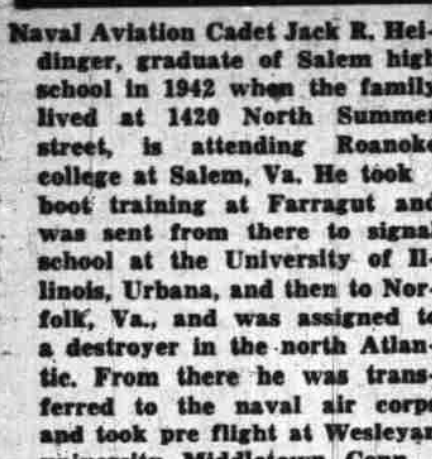 Naval Aviation Cadet Jack R. Hei-
dinger, graduate of Salem high
school in 1942 when the family
lived at 1420 North Summer
street, is attending Roanoke
college at Salem, Va. He took
boot training at Farragut and
was sent from there to signal
school at the University of Il-
linois, Urbana, and then to Nor-
folk, Va., and was assigned to
a destroyer in the north Atlan-
tic. From there he was trans-
ferred to the naval air corps
and took pre flight at Wesleyan
university, Middletown, Conn.